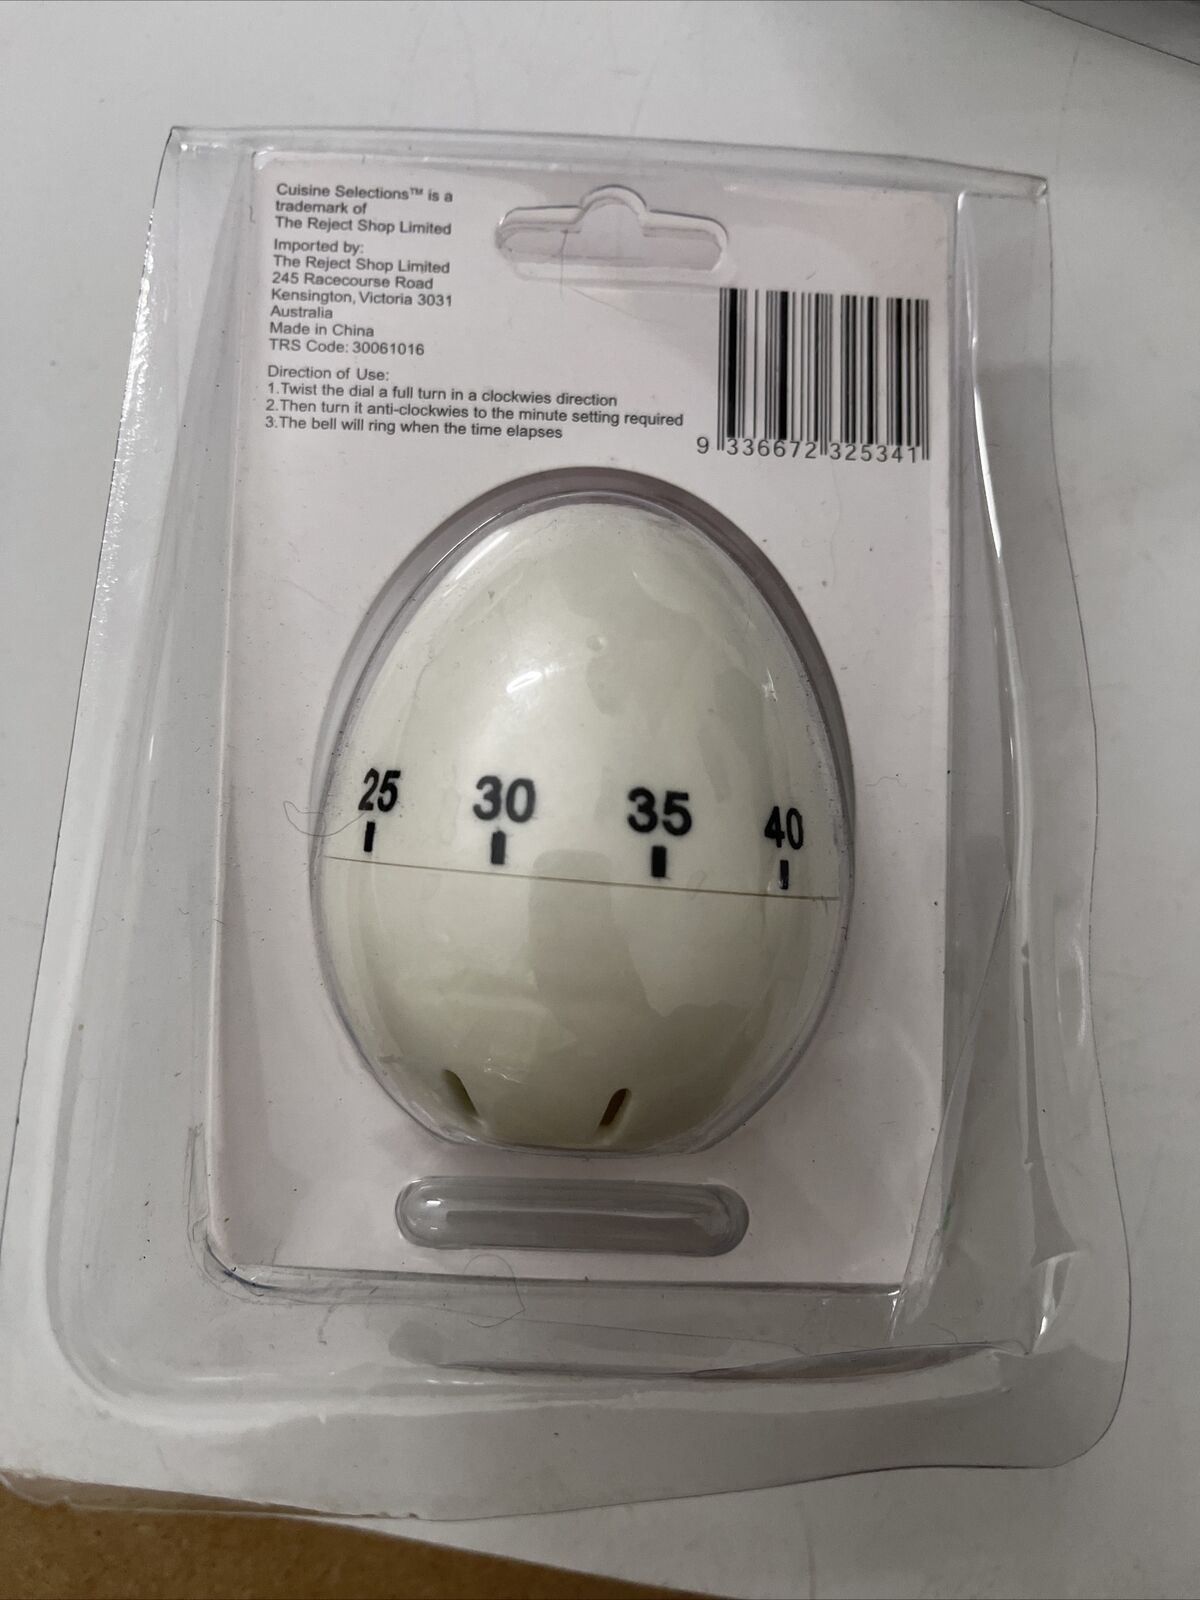 Cuisine Selections™ is a
trademark of
The Reject Shop Limited
Imported by:
The Reject Shop Limited
245 Racecourse Road
Kensington, Victoria 3031
Australia
Made in China
TRS Code: 30061016
Direction of Use:
1.Twist the dial a full turn in a clockwies direction
2.Then turn it anti-clockwies to the minute setting required
3.The bell will ring when the time elapses
9 336672 325341
25 30 35 40